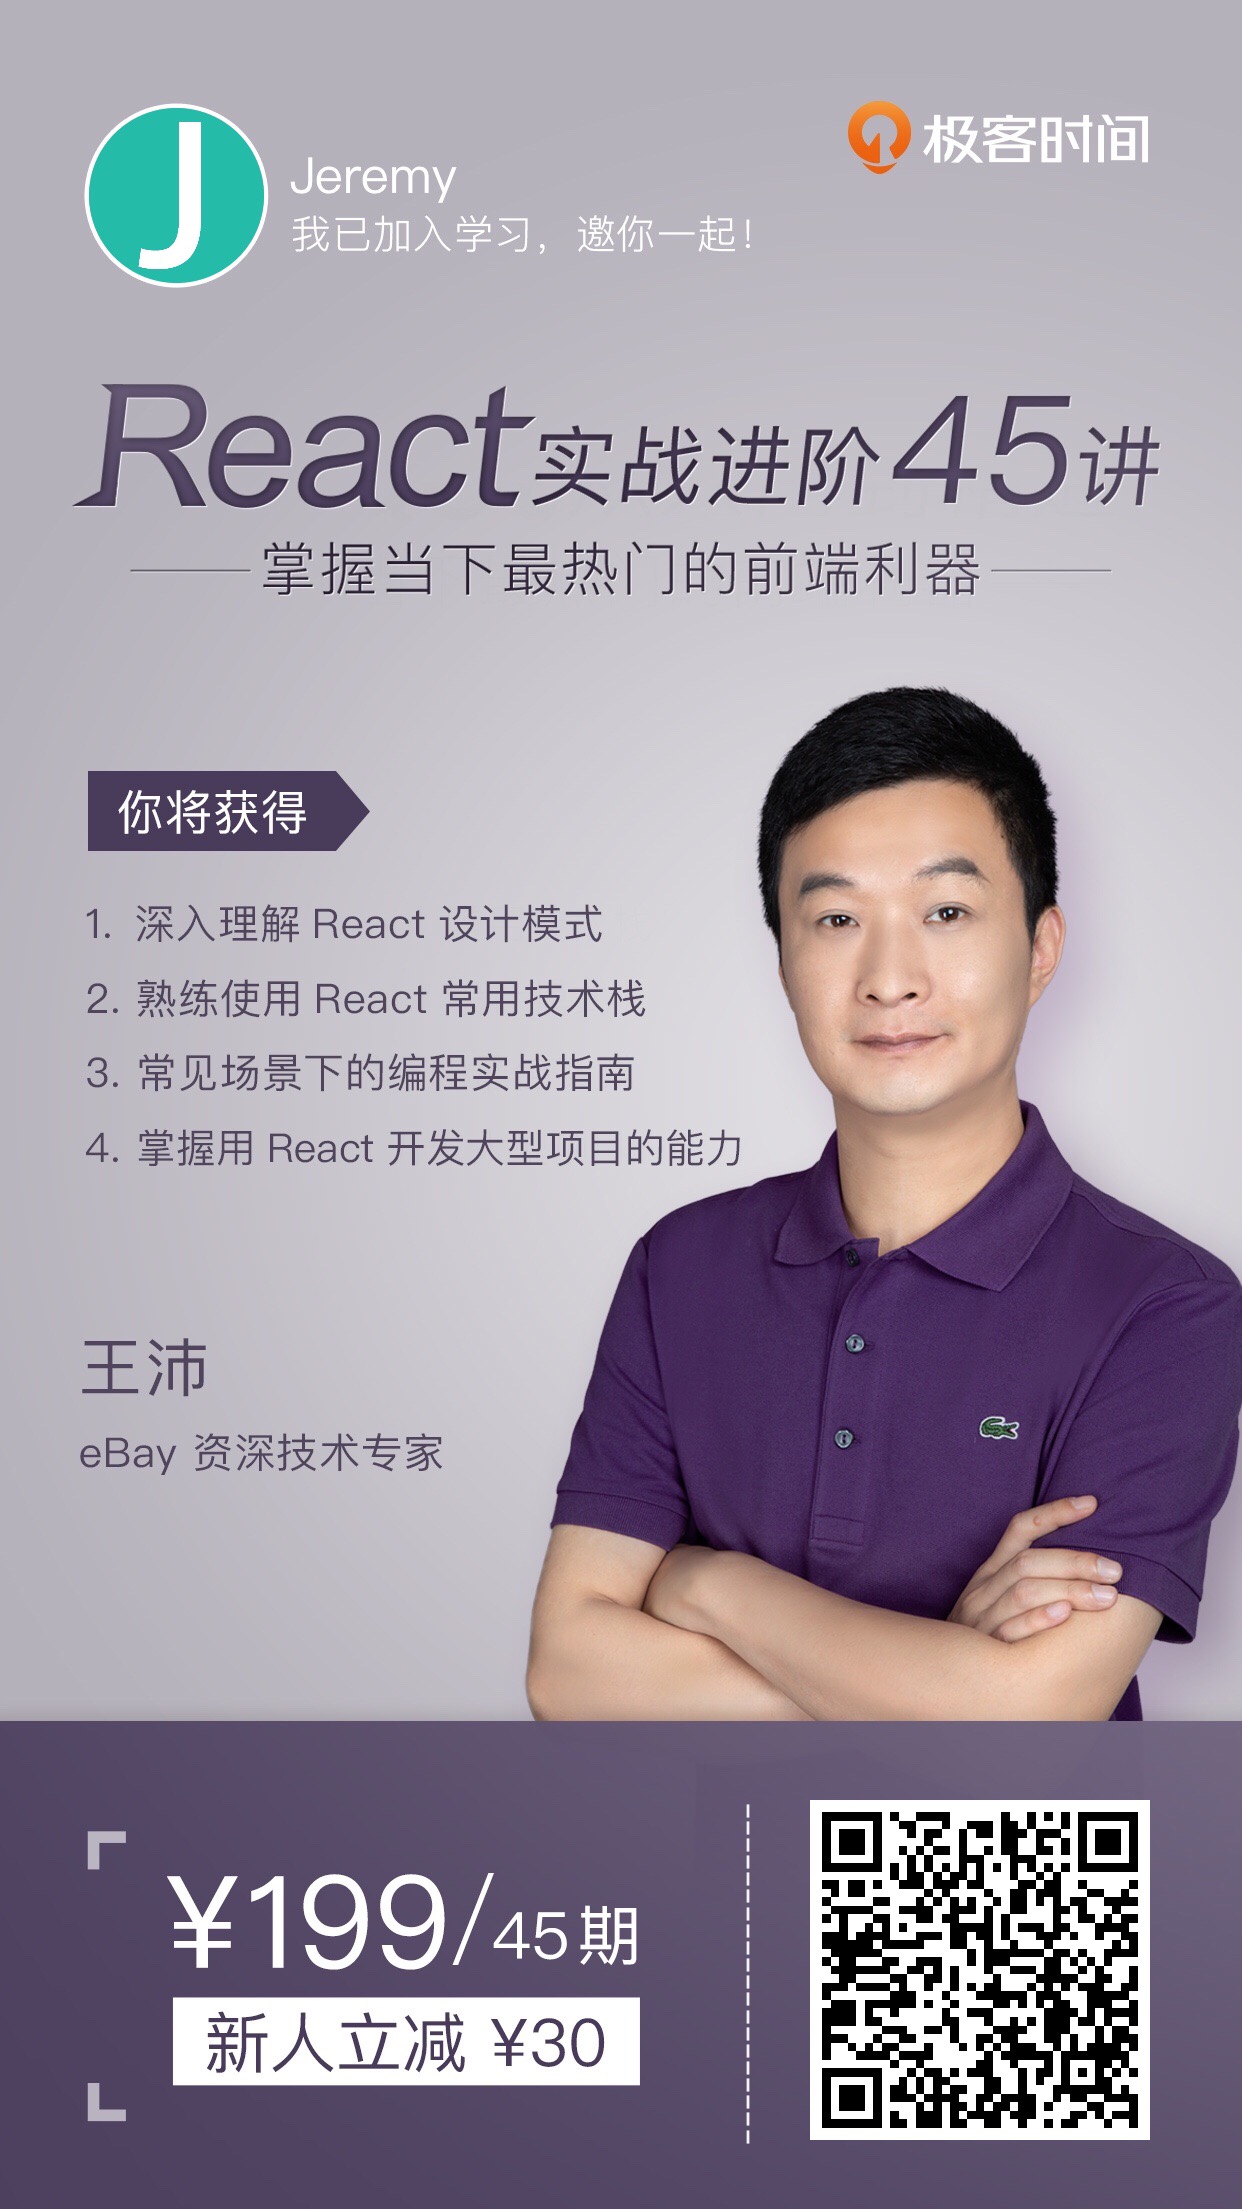 J
Jeremy
极客时间
我已加入学习，邀你一起！
React实战进阶45讲
掌握当下最热门的前端利器
你将获得
1. 深入理解 React 设计模式
2. 熟练使用 React 常用技术栈
3. 常见场景下的编程实战指南
4. 掌握用 React 开发大型项目的能力
王沛
eBay 资深技术专家
¥199/45期
新人立减 ¥30